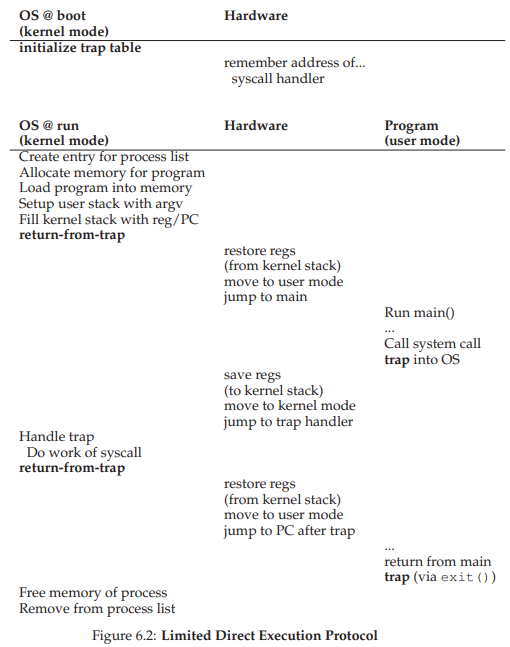 OS @ boot Hardware
(kernel mode)
initialize trap table
remember address of...
syscall handler
OS @ run Hardware Program
(kernel mode) (user mode)
Create entry for process list
Allocate memory for program
Load program into memory
Setup user stack with argv
Fill kernel stack with reg/PC
return-from-trap
restore regs
(from kernel stack)
move to user mode
jump to main
Run main()
...
Call system call
trap into OS
save regs
(to kernel stack)
move to kernel mode
jump to trap handler
Handle trap
Do work of syscall
return-from-trap
restore regs
(from kernel stack)
move to user mode
jump to PC after trap
...
return from main
trap (via exit())
Free memory of process
Remove from process list
Figure 6.2: Limited Direct Execution Protocol